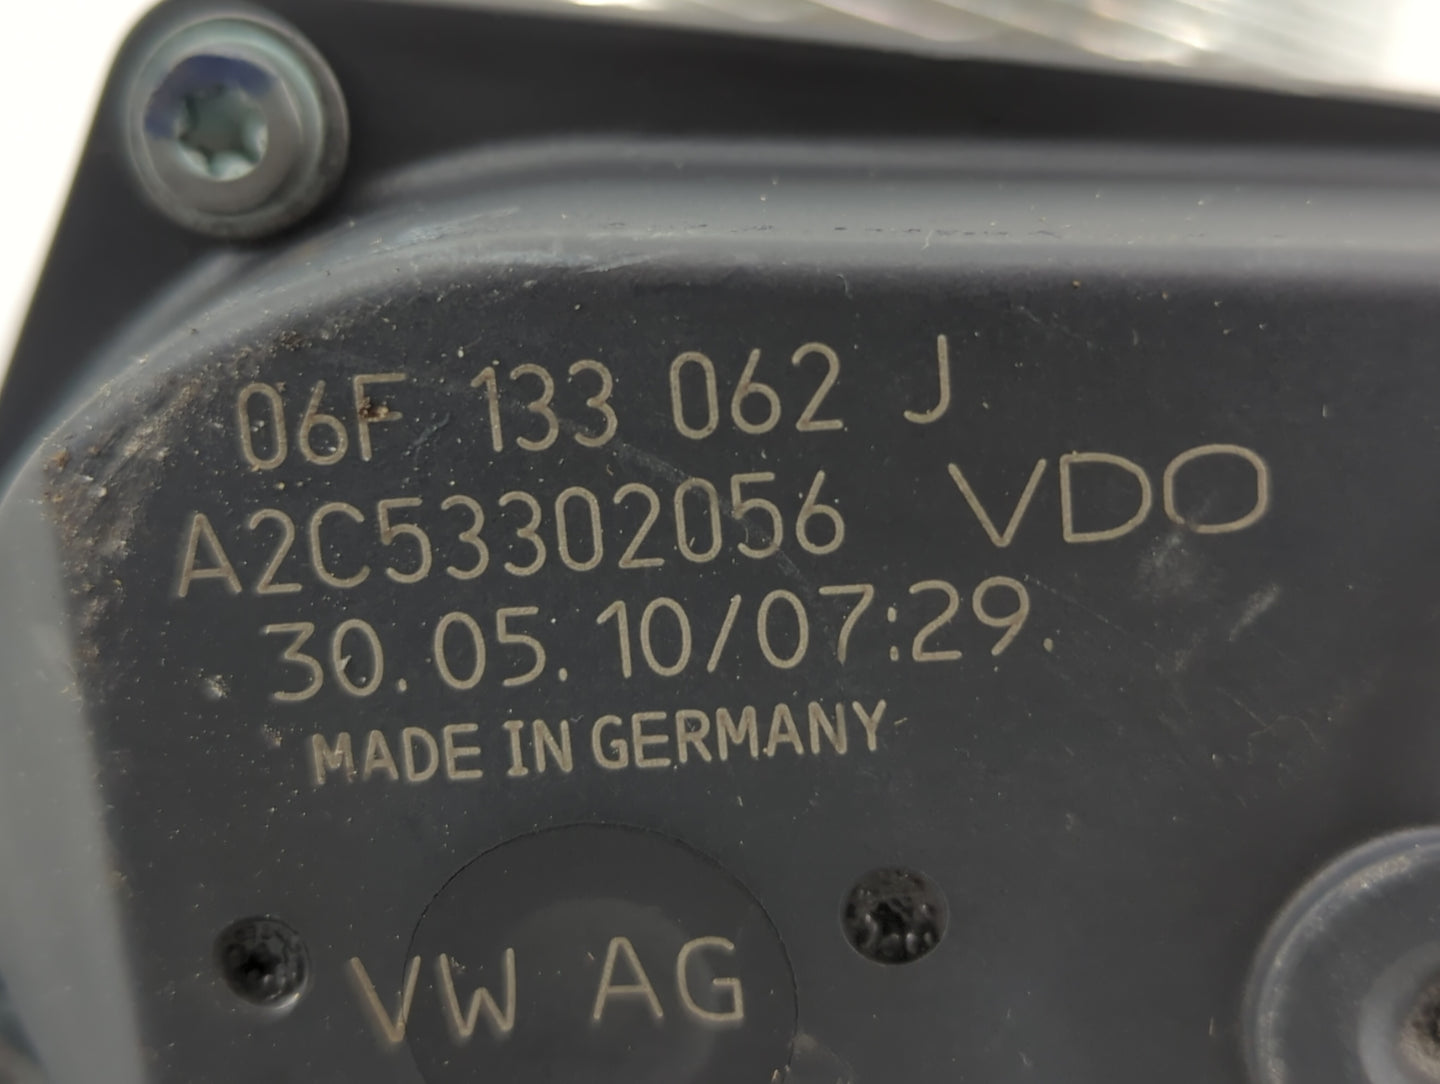 06F 133 062 J
A2C53302056 VDO
30.05.10/07:29.
MADE IN GERMANY
VW AG